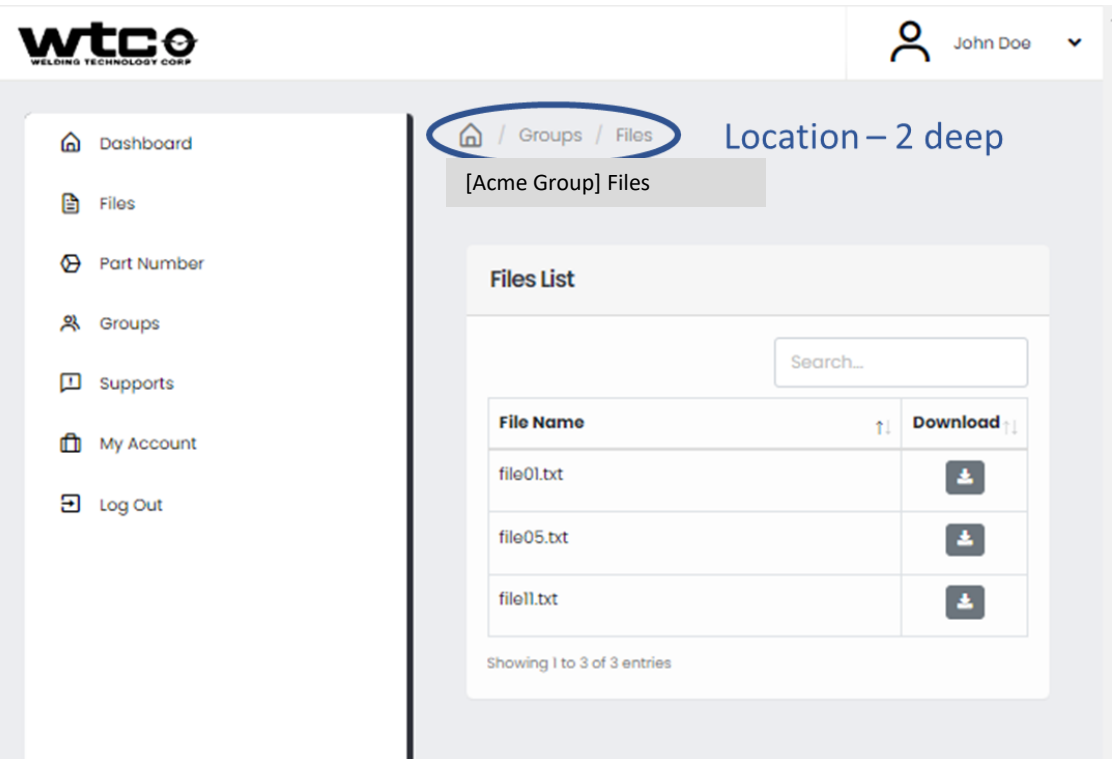 wtco
WELDING TECHNOLOGY CORP
John Doe
Dashboard
Files
Part Number
Groups
Supports
My Account
Log Out
/ Groups / Files
Location – 2 deep
[Acme Group] Files
Files List
Search...
File Name
Download
file01.txt
file05.txt
file11.txt
Showing 1 to 3 of 3 entries